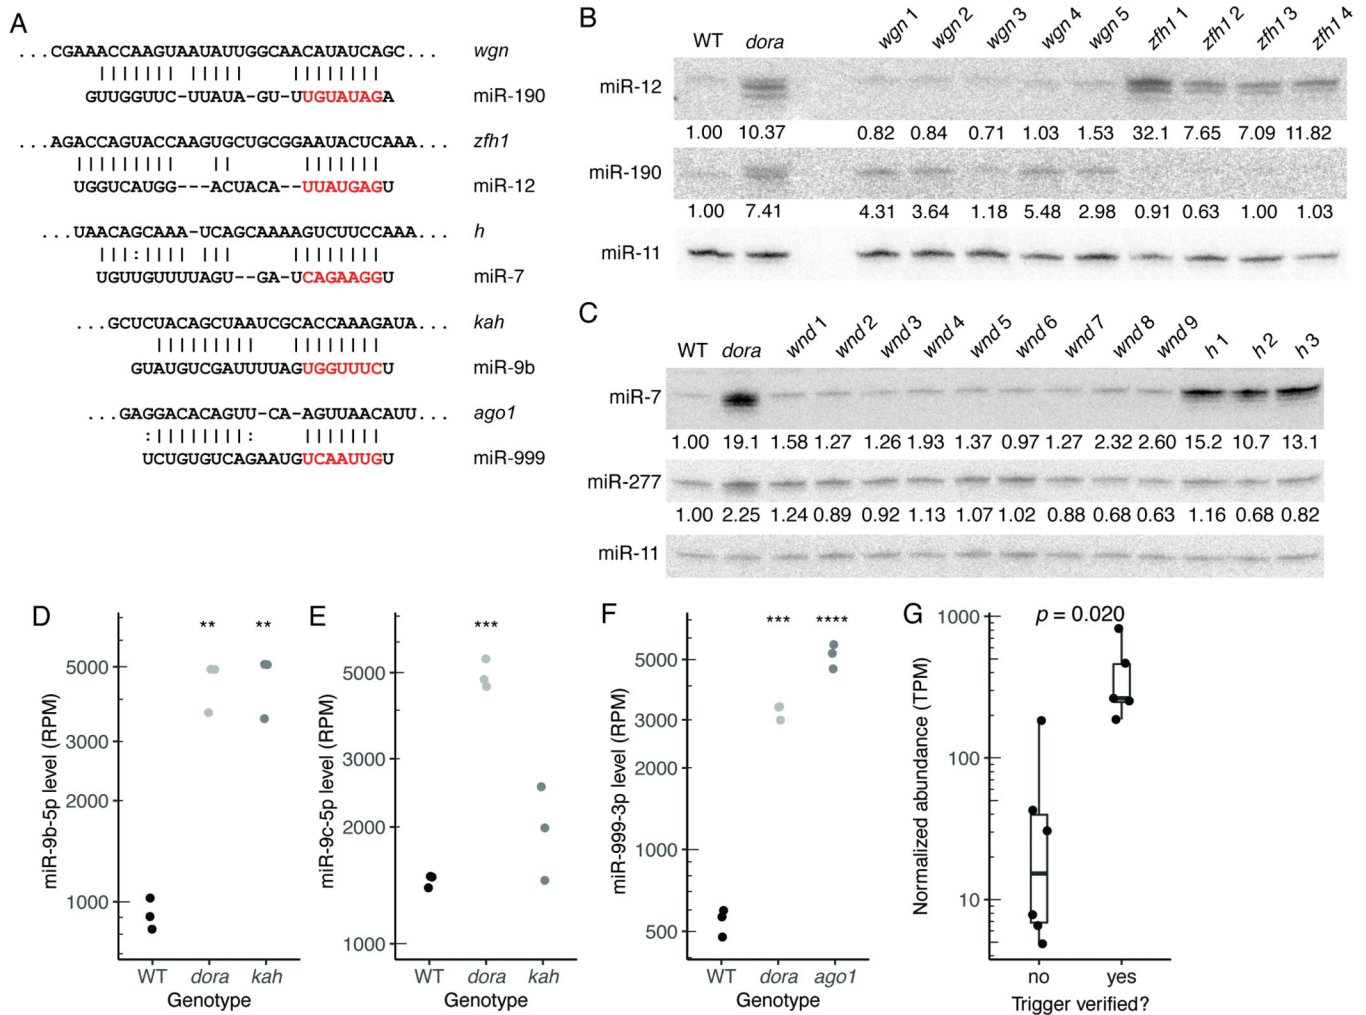 A
...CGAAACCAAGUAAUAUUGGCAACAUAUCAGC... wgn
GUUGGUUC-UUAUA-GU-UUGUAUAGA miR-190
...AGACCAGUACCAAGUGCUGCGGAAUACUCAAA... zfh1
UGGUCAUGG---ACUACA--UUAUGAGU miR-12
...UAACAGCAAA-UCAGCAAAAGUCUUCCAAA... h
UGUUGUUUUAGU--GA-UCAGAAGGU miR-7
...GCUCUACAGCUAAUCGCACCAAAGAUA... kah
GUAUGUCGAUUUUAGUGGUUUCU miR-9b
...GAGGACACAGUU-CA-AGUUAACAUU... ago1
UCUGUGUCAGAAUGUCAAUUGU miR-999
B
WT dora wgn 1 wgn 2 wgn 3 wgn 4 wgn 5 zfh1 1 zfh1 2 zfh1 3 zfh1 4
miR-12
1.00 10.37 0.82 0.84 0.71 1.03 1.53 32.1 7.65 7.09 11.82
miR-190
1.00 7.41 4.31 3.64 1.18 5.48 2.98 0.91 0.63 1.00 1.03
miR-11
C
WT dora wnd 1 wnd 2 wnd 3 wnd 4 wnd 5 wnd 6 wnd 7 wnd 8 wnd 9 h 1 h 2 h 3
miR-7
1.00 19.1 1.58 1.27 1.26 1.93 1.37 0.97 1.27 2.32 2.60 15.2 10.7 13.1
miR-277
1.00 2.25 1.24 0.89 0.92 1.13 1.07 1.02 0.88 0.68 0.63 1.16 0.68 0.82
miR-11
D
** **
miR-9b-5p level (RPM)
5000
3000
2000
1000
WT dora kah
Genotype
E
***
miR-9c-5p level (RPM)
5000
3000
2000
1000
WT dora kah
Genotype
F
*** ****
miR-999-3p level (RPM)
5000
3000
2000
1000
500
WT dora ago1
Genotype
G
p = 0.020
Normalized abundance (TPM)
1000
100
10
no yes
Trigger verified?